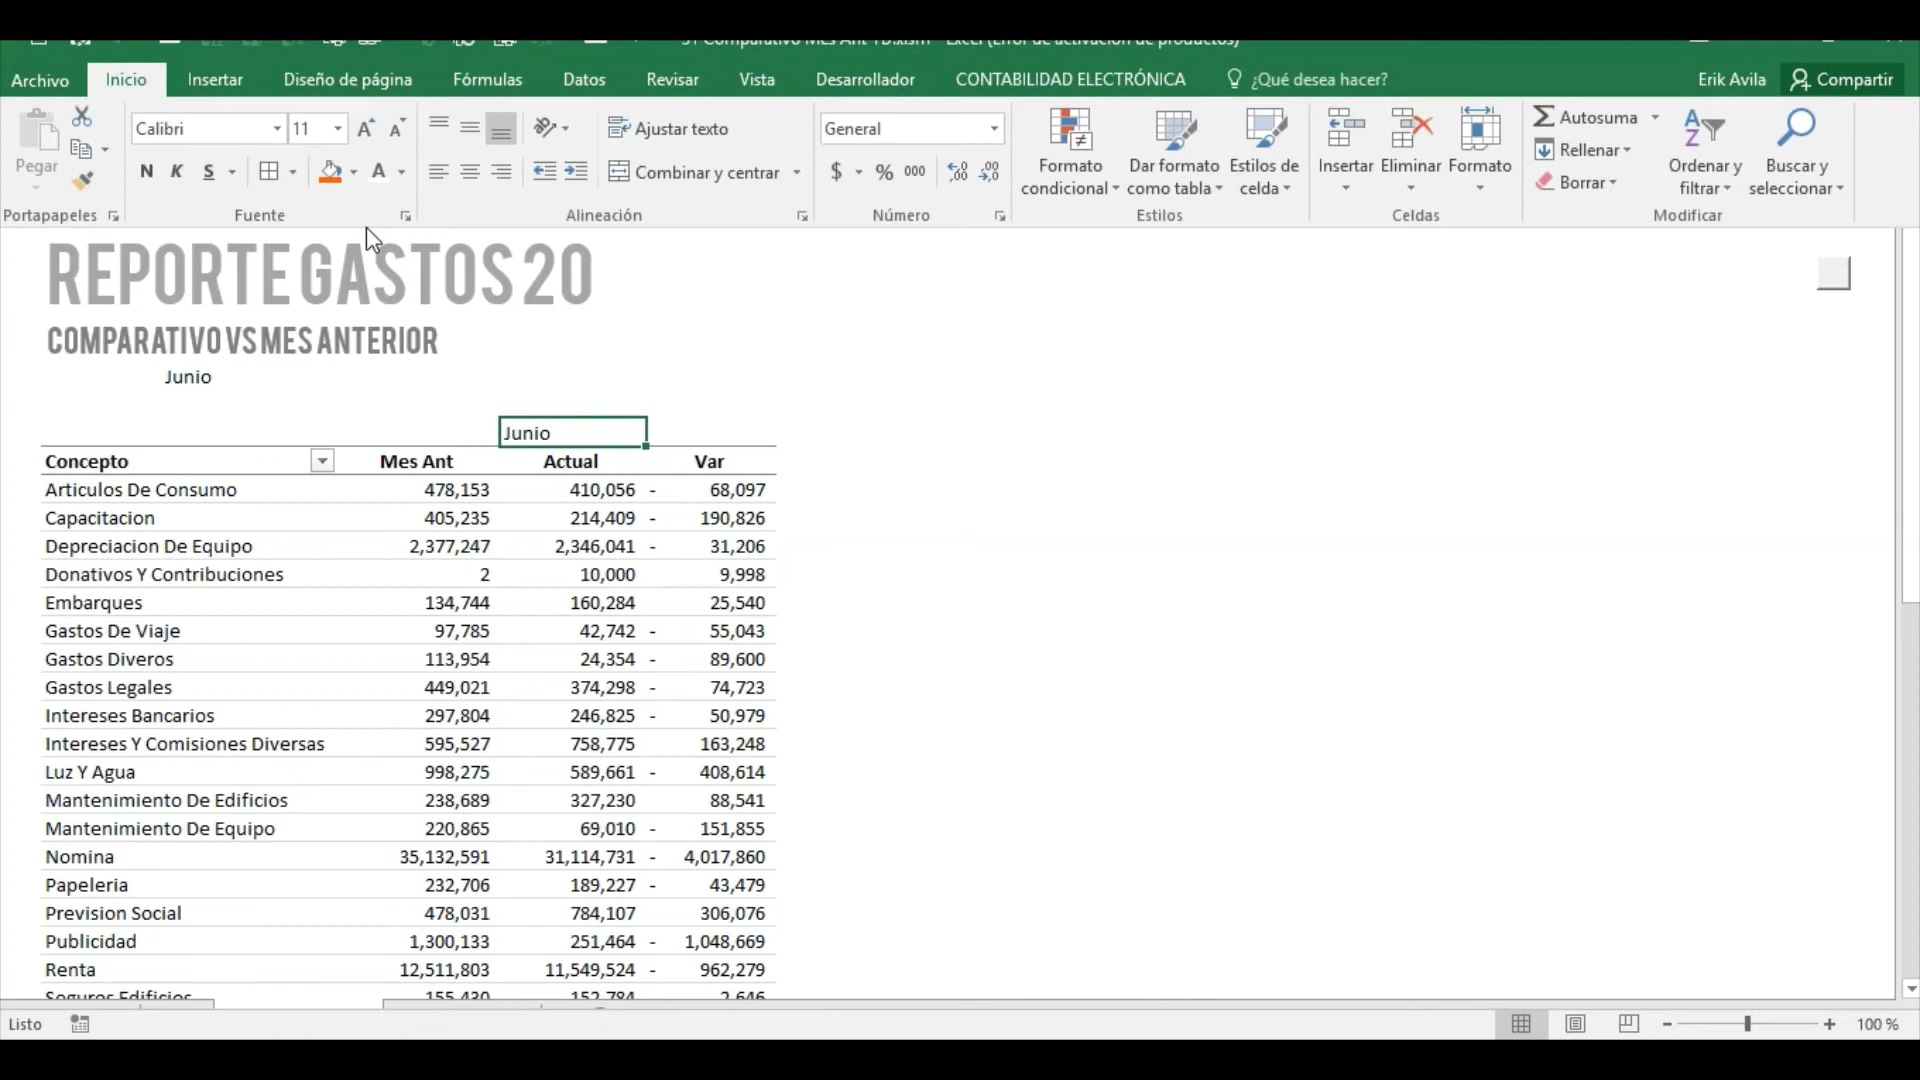 Archivo Inicio Insertar Diseño de página Fórmulas Datos Revisar Vista Desarrollador CONTABILIDAD ELECTRÓNICA ¿Qué desea hacer? Erik Avila Compartir
Calibri 11 Ajustar texto General Autosuma
Pegar Formato condicional Dar formato como tabla Estilos de celda Insertar Eliminar Formato Rellenar Ordenar y filtrar Buscar y seleccionar
N K S A Combinar y centrar $ % 000 Borrar
Portapapeles Fuente Alineación Número Estilos Celdas Modificar
REPORTE GASTOS 20
COMPARATIVO VS MES ANTERIOR
Junio
Junio
Concepto Mes Ant Actual Var
Articulos De Consumo 478,153 410,056 - 68,097
Capacitacion 405,235 214,409 - 190,826
Depreciacion De Equipo 2,377,247 2,346,041 - 31,206
Donativos Y Contribuciones 2 10,000 9,998
Embarques 134,744 160,284 25,540
Gastos De Viaje 97,785 42,742 - 55,043
Gastos Diveros 113,954 24,354 - 89,600
Gastos Legales 449,021 374,298 - 74,723
Intereses Bancarios 297,804 246,825 - 50,979
Intereses Y Comisiones Diversas 595,527 758,775 163,248
Luz Y Agua 998,275 589,661 - 408,614
Mantenimiento De Edificios 238,689 327,230 88,541
Mantenimiento De Equipo 220,865 69,010 - 151,855
Nomina 35,132,591 31,114,731 - 4,017,860
Papeleria 232,706 189,227 - 43,479
Prevision Social 478,031 784,107 306,076
Publicidad 1,300,133 251,464 - 1,048,669
Renta 12,511,803 11,549,524 - 962,279
Seguros Edificios 155,430 152,784 2,646
Listo 100 %